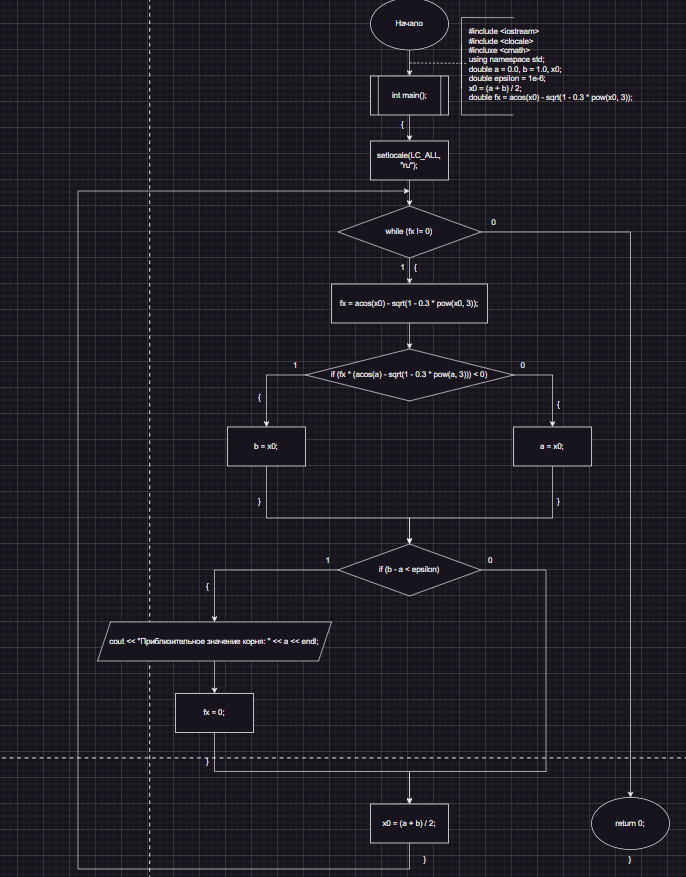 Начало
#include <iostream>
#include <clocale>
#incluxe <cmath>
using namespace std;
double a = 0.0, b = 1.0, x0;
double epsilon = 1e-6;
x0 = (a + b) / 2;
double fx = acos(x0) - sqrt(1 - 0.3 * pow(x0, 3));
int main();
{
setlocale(LC_ALL,
"ru");
while (fx != 0)
0
1 {
fx = acos(x0) - sqrt(1 - 0.3 * pow(x0, 3));
1
if (fx * (acos(a) - sqrt(1 - 0.3 * pow(a, 3))) < 0)
0
{
{
b = x0;
a = x0;
}
}
1
if (b - a < epsilon)
0
{
cout << "Приблизительное значение корня: " << a << endl;
fx = 0;
}
x0 = (a + b) / 2;
return 0;
}
}